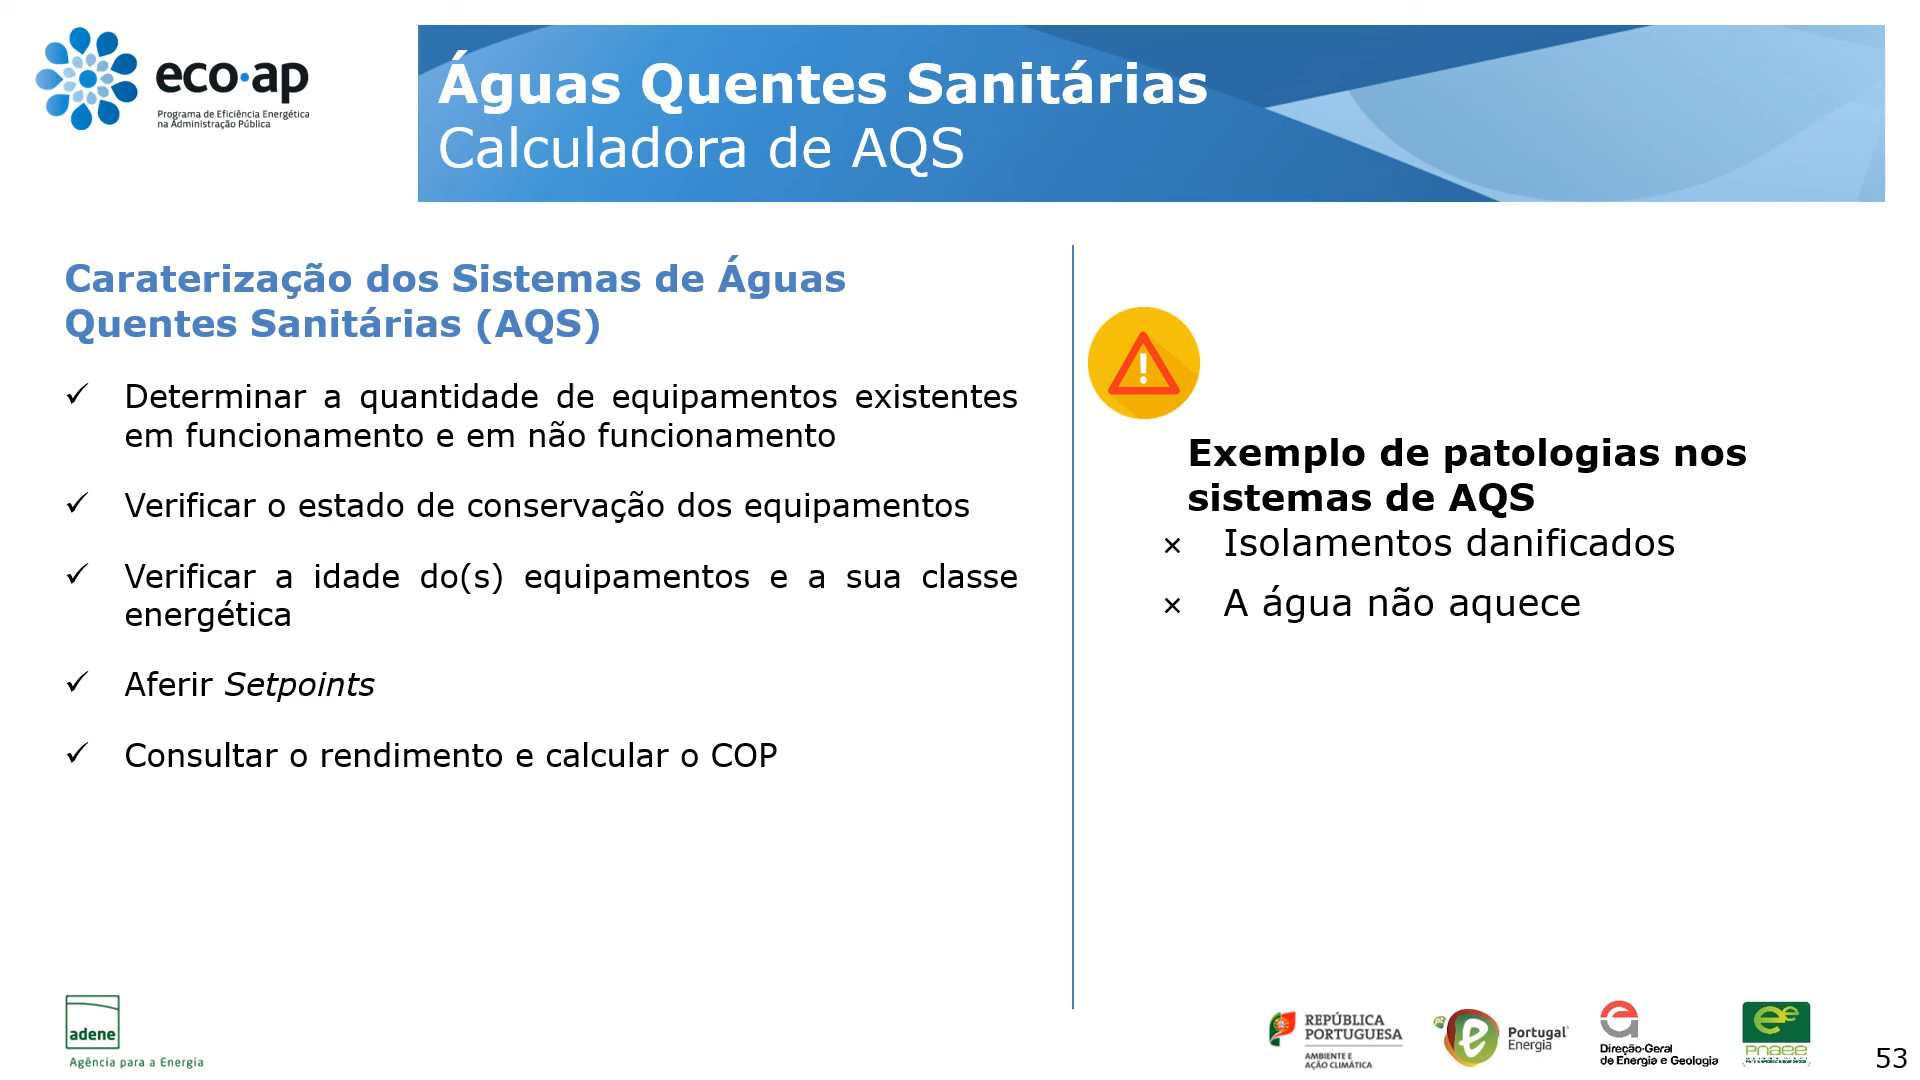 eco·ap
Programa de Eficiência Energética
na Administração Pública
Águas Quentes Sanitárias
Calculadora de AQS
Caraterização dos Sistemas de Águas
Quentes Sanitárias (AQS)
✓ Determinar a quantidade de equipamentos existentes
em funcionamento e em não funcionamento
✓ Verificar o estado de conservação dos equipamentos
✓ Verificar a idade do(s) equipamentos e a sua classe
energética
✓ Aferir Setpoints
✓ Consultar o rendimento e calcular o COP
Exemplo de patologias nos
sistemas de AQS
× Isolamentos danificados
× A água não aquece
adene
Agência para a Energia
REPÚBLICA
PORTUGUESA
AMBIENTE E
AÇÃO CLIMÁTICA
pt
Portugal
Energia
Direção-Geral
de Energia e Geologia
pnaee
53